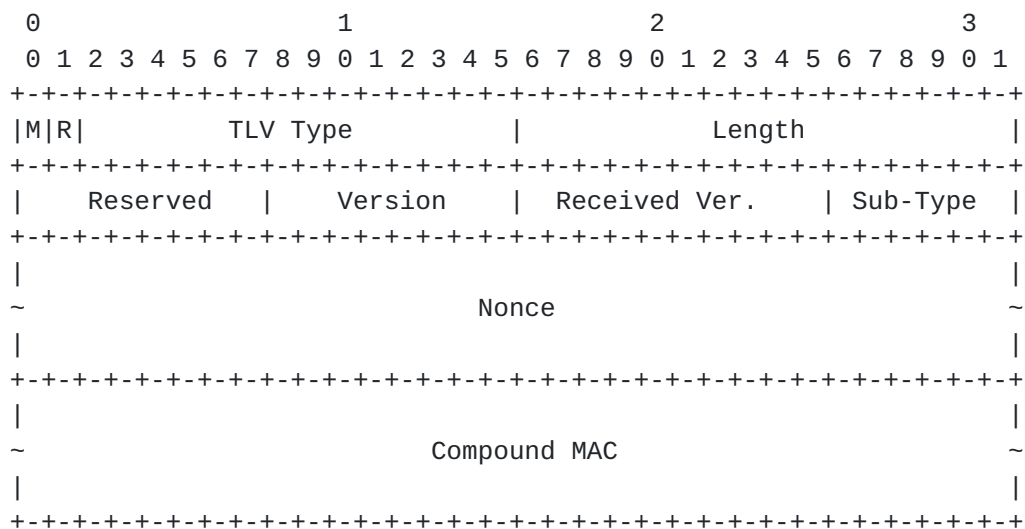 0                   1                   2                   3
 0 1 2 3 4 5 6 7 8 9 0 1 2 3 4 5 6 7 8 9 0 1 2 3 4 5 6 7 8 9 0 1
+-+-+-+-+-+-+-+-+-+-+-+-+-+-+-+-+-+-+-+-+-+-+-+-+-+-+-+-+-+-+-+-+
|M|R|         TLV Type          |            Length             |
+-+-+-+-+-+-+-+-+-+-+-+-+-+-+-+-+-+-+-+-+-+-+-+-+-+-+-+-+-+-+-+-+
|    Reserved   |    Version    |  Received Ver.    | Sub-Type  |
+-+-+-+-+-+-+-+-+-+-+-+-+-+-+-+-+-+-+-+-+-+-+-+-+-+-+-+-+-+-+-+-+
|                                                               |
~                             Nonce                             ~
|                                                               |
+-+-+-+-+-+-+-+-+-+-+-+-+-+-+-+-+-+-+-+-+-+-+-+-+-+-+-+-+-+-+-+-+
|                                                               |
~                          Compound MAC                         ~
|                                                               |
+-+-+-+-+-+-+-+-+-+-+-+-+-+-+-+-+-+-+-+-+-+-+-+-+-+-+-+-+-+-+-+-+